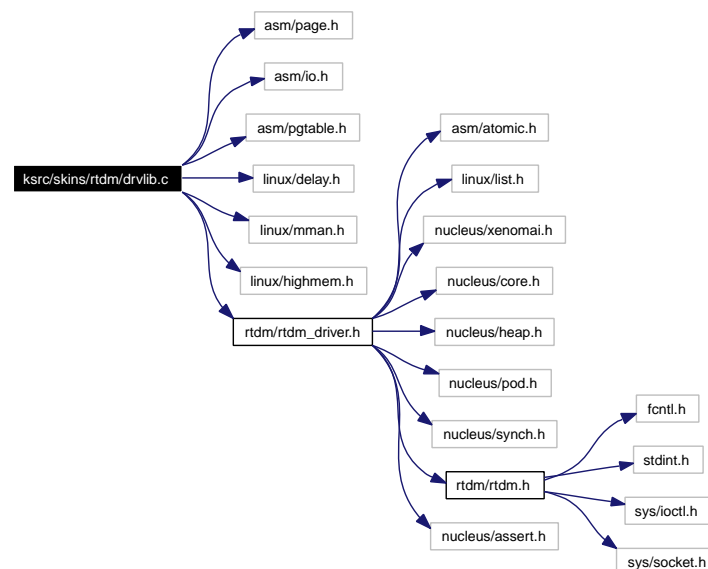 ksrc/skins/rtdm/drvlib.c
asm/page.h
asm/io.h
asm/pgtable.h
linux/delay.h
linux/mman.h
linux/highmem.h
rtdm/rtdm_driver.h
asm/atomic.h
linux/list.h
nucleus/xenomai.h
nucleus/core.h
nucleus/heap.h
nucleus/pod.h
nucleus/synch.h
rtdm/rtdm.h
nucleus/assert.h
fcntl.h
stdint.h
sys/ioctl.h
sys/socket.h